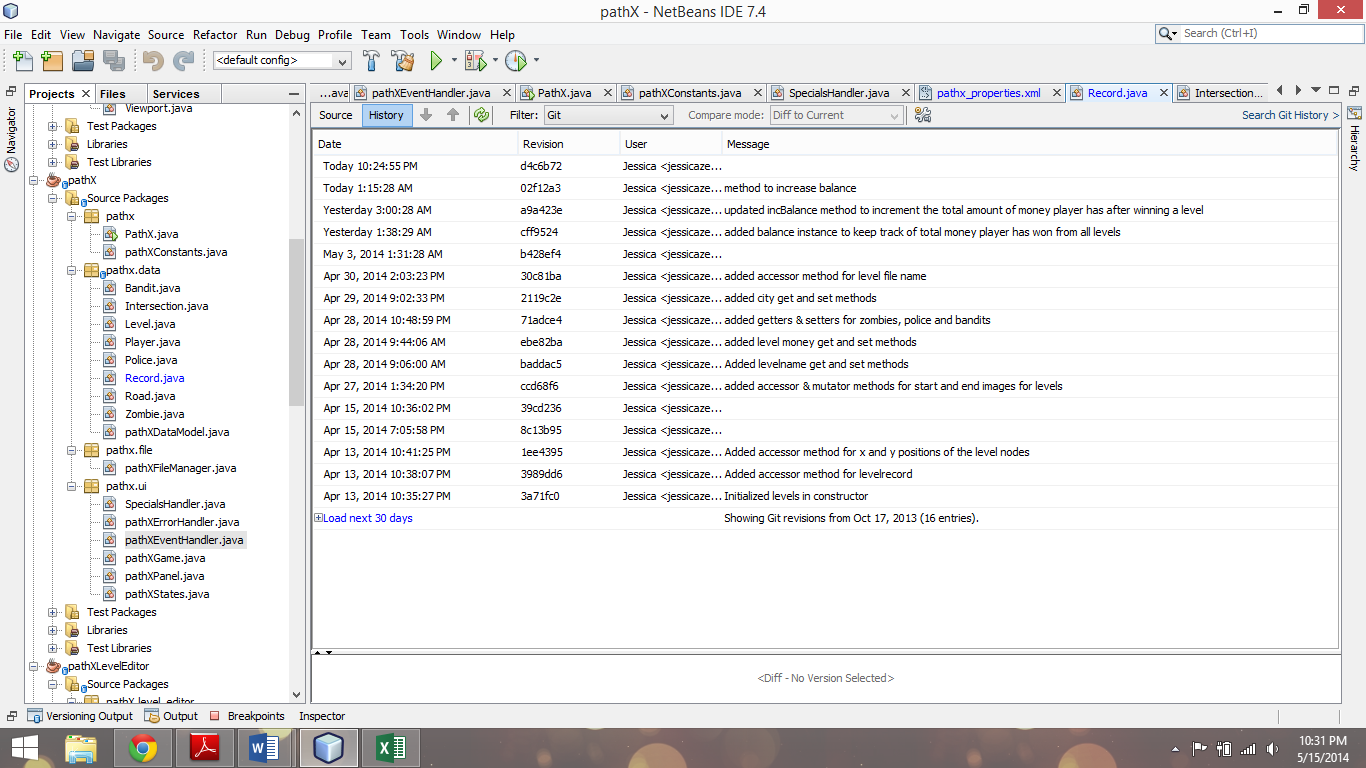 pathX - NetBeans IDE 7.4
File Edit View Navigate Source Refactor Run Debug Profile Team Tools Window Help
Search (Ctrl+I)
<default config>
Projects Files Services
Navigator
Viewport.java
Test Packages
Libraries
Test Libraries
pathX
Source Packages
pathx
PathX.java
pathXConstants.java
pathx.data
Bandit.java
Intersection.java
Level.java
Player.java
Police.java
Record.java
Road.java
Zombie.java
pathXDataModel.java
pathx.file
pathXFileManager.java
pathx.ui
SpecialsHandler.java
pathXErrorHandler.java
pathXEventHandler.java
pathXGame.java
pathXPanel.java
pathXStates.java
Test Packages
Libraries
Test Libraries
pathXLevelEditor
Source Packages
pathX.level_editor
...ava pathXEventHandler.java PathX.java pathXConstants.java SpecialsHandler.java pathx_properties.xml Record.java Intersection...
Source History Filter: Git Compare mode: Diff to Current Search Git History >
Hierarchy
Date Revision User Message
Today 10:24:55 PM d4c6b72 Jessica <jessicaze...
Today 1:15:28 AM 02f12a3 Jessica <jessicaze... method to increase balance
Yesterday 3:00:28 AM a9a423e Jessica <jessicaze... updated incBalance method to increment the total amount of money player has after winning a level
Yesterday 1:38:29 AM cff9524 Jessica <jessicaze... added balance instance to keep track of total money player has won from all levels
May 3, 2014 1:31:28 AM b428ef4 Jessica <jessicaze...
Apr 30, 2014 2:03:23 PM 30c81ba Jessica <jessicaze... added accessor method for level file name
Apr 29, 2014 9:02:33 PM 2119c2e Jessica <jessicaze... added city get and set methods
Apr 28, 2014 10:48:59 PM 71adce4 Jessica <jessicaze... added getters & setters for zombies, police and bandits
Apr 28, 2014 9:44:06 AM ebe82ba Jessica <jessicaze... added level money get and set methods
Apr 28, 2014 9:06:00 AM baddac5 Jessica <jessicaze... Added levelname get and set methods
Apr 27, 2014 1:34:20 PM ccd68f6 Jessica <jessicaze... added accessor & mutator methods for start and end images for levels
Apr 15, 2014 10:36:02 PM 39cd236 Jessica <jessicaze...
Apr 15, 2014 7:05:58 PM 8c13b95 Jessica <jessicaze...
Apr 13, 2014 10:41:25 PM 1ee4395 Jessica <jessicaze... Added accessor method for x and y positions of the level nodes
Apr 13, 2014 10:38:07 PM 3989dd6 Jessica <jessicaze... Added accessor method for levelrecord
Apr 13, 2014 10:35:27 PM 3a71fc0 Jessica <jessicaze... Initialized levels in constructor
Load next 30 days Showing Git revisions from Oct 17, 2013 (16 entries).
<Diff - No Version Selected>
Versioning Output Output Breakpoints Inspector
10:31 PM
5/15/2014